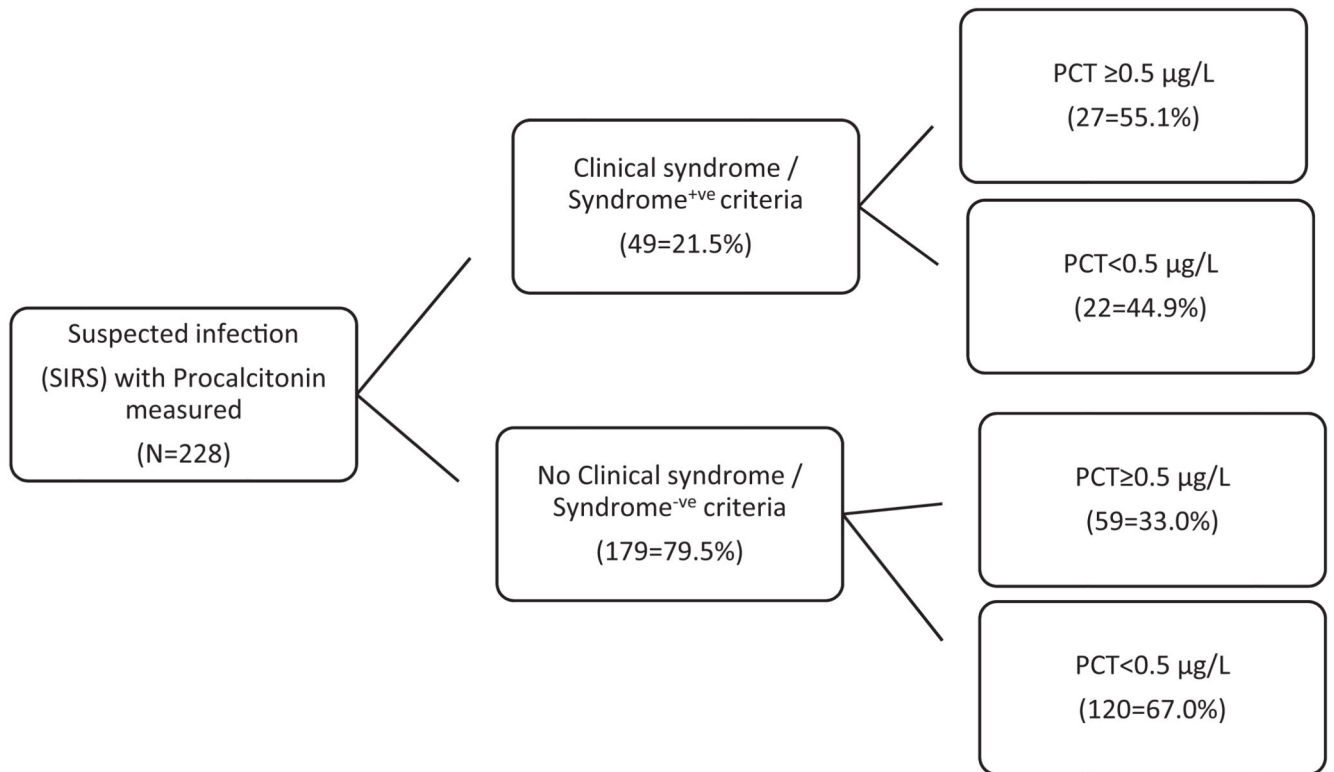 Suspected infection
(SIRS) with Procalcitonin
measured
(N=228)
Clinical syndrome /
Syndrome+ve criteria
(49=21.5%)
No Clinical syndrome /
Syndrome-ve criteria
(179=79.5%)
PCT ≥0.5 µg/L
(27=55.1%)
PCT<0.5 µg/L
(22=44.9%)
PCT≥0.5 µg/L
(59=33.0%)
PCT<0.5 µg/L
(120=67.0%)